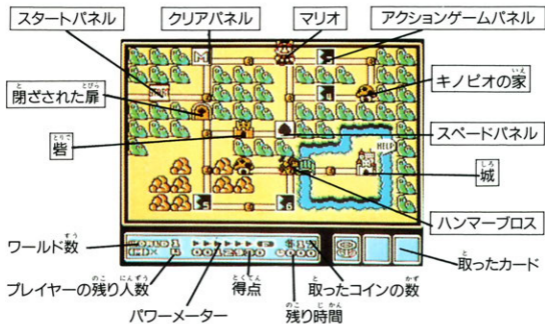 スタートパネル
クリアパネル
マリオ
アクションゲームパネル
閉ざされた扉
キノピオの家
砦
スペードパネル
HELP!
城
ハンマーブロス
ワールド数
プレイヤーの残り人数
パワーメーター
得点
取ったコインの数
残り時間
取ったカード